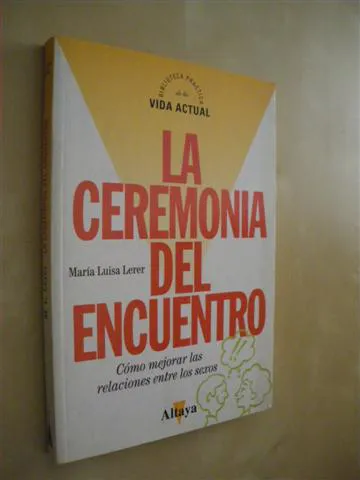 BIBLIOTECA PRÁCTICA
de la
VIDA ACTUAL
LA
CEREMONIA
DEL
ENCUENTRO
María Luisa Lerer
Cómo mejorar las
relaciones entre los sexos
Altaya